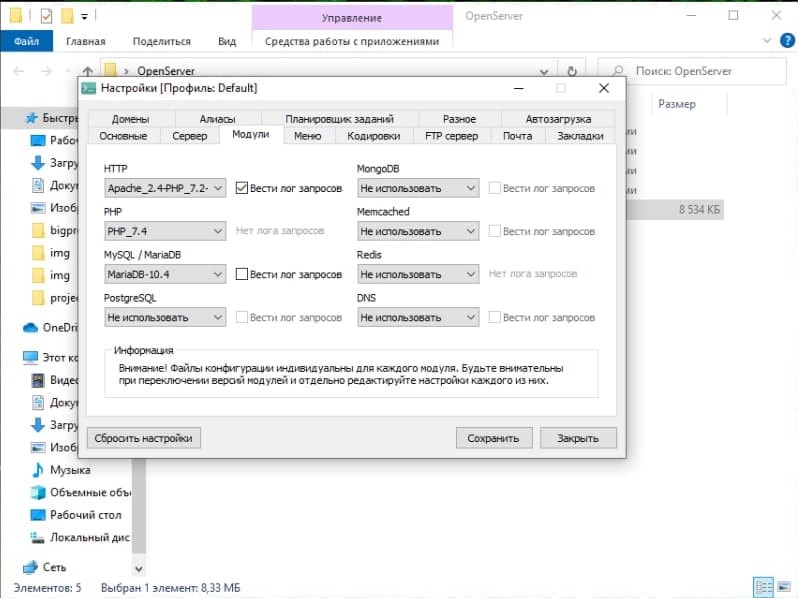 Управление
OpenServer
Файл
Главная
Поделиться
Вид
Средства работы с приложениями
OpenServer
Поиск: OpenServer
Настройки [Профиль: Default]
Размер
Домены
Алиасы
Планировщик заданий
Разное
Автозагрузка
Основные
Сервер
Модули
Меню
Кодировки
FTP сервер
Почта
Закладки
HTTP
Apache_2.4-PHP_7.2-
Вести лог запросов
MongoDB
Не использовать
Вести лог запросов
PHP
PHP_7.4
Нет лога запросов
Memcached
Не использовать
Вести лог запросов
MySQL / MariaDB
MariaDB-10.4
Вести лог запросов
Redis
Не использовать
Нет лога запросов
PostgreSQL
Не использовать
Вести лог запросов
DNS
Не использовать
Вести лог запросов
Информация
Внимание! Файлы конфигурации индивидуальны для каждого модуля. Будьте внимательны
при переключении версий модулей и отдельно редактируйте настройки каждого из них.
Сбросить настройки
Сохранить
Закрыть
8 534 КБ
Быстры
Рабо
Загру
Докум
Изоб
bigpr
img
img
proje
OneDri
Этот ко
Видео
Докум
Загру
Изоб
Музыка
Объемные объ
Рабочий стол
Локальный дис
Сеть
Элементов: 5
Выбран 1 элемент: 8,33 МБ